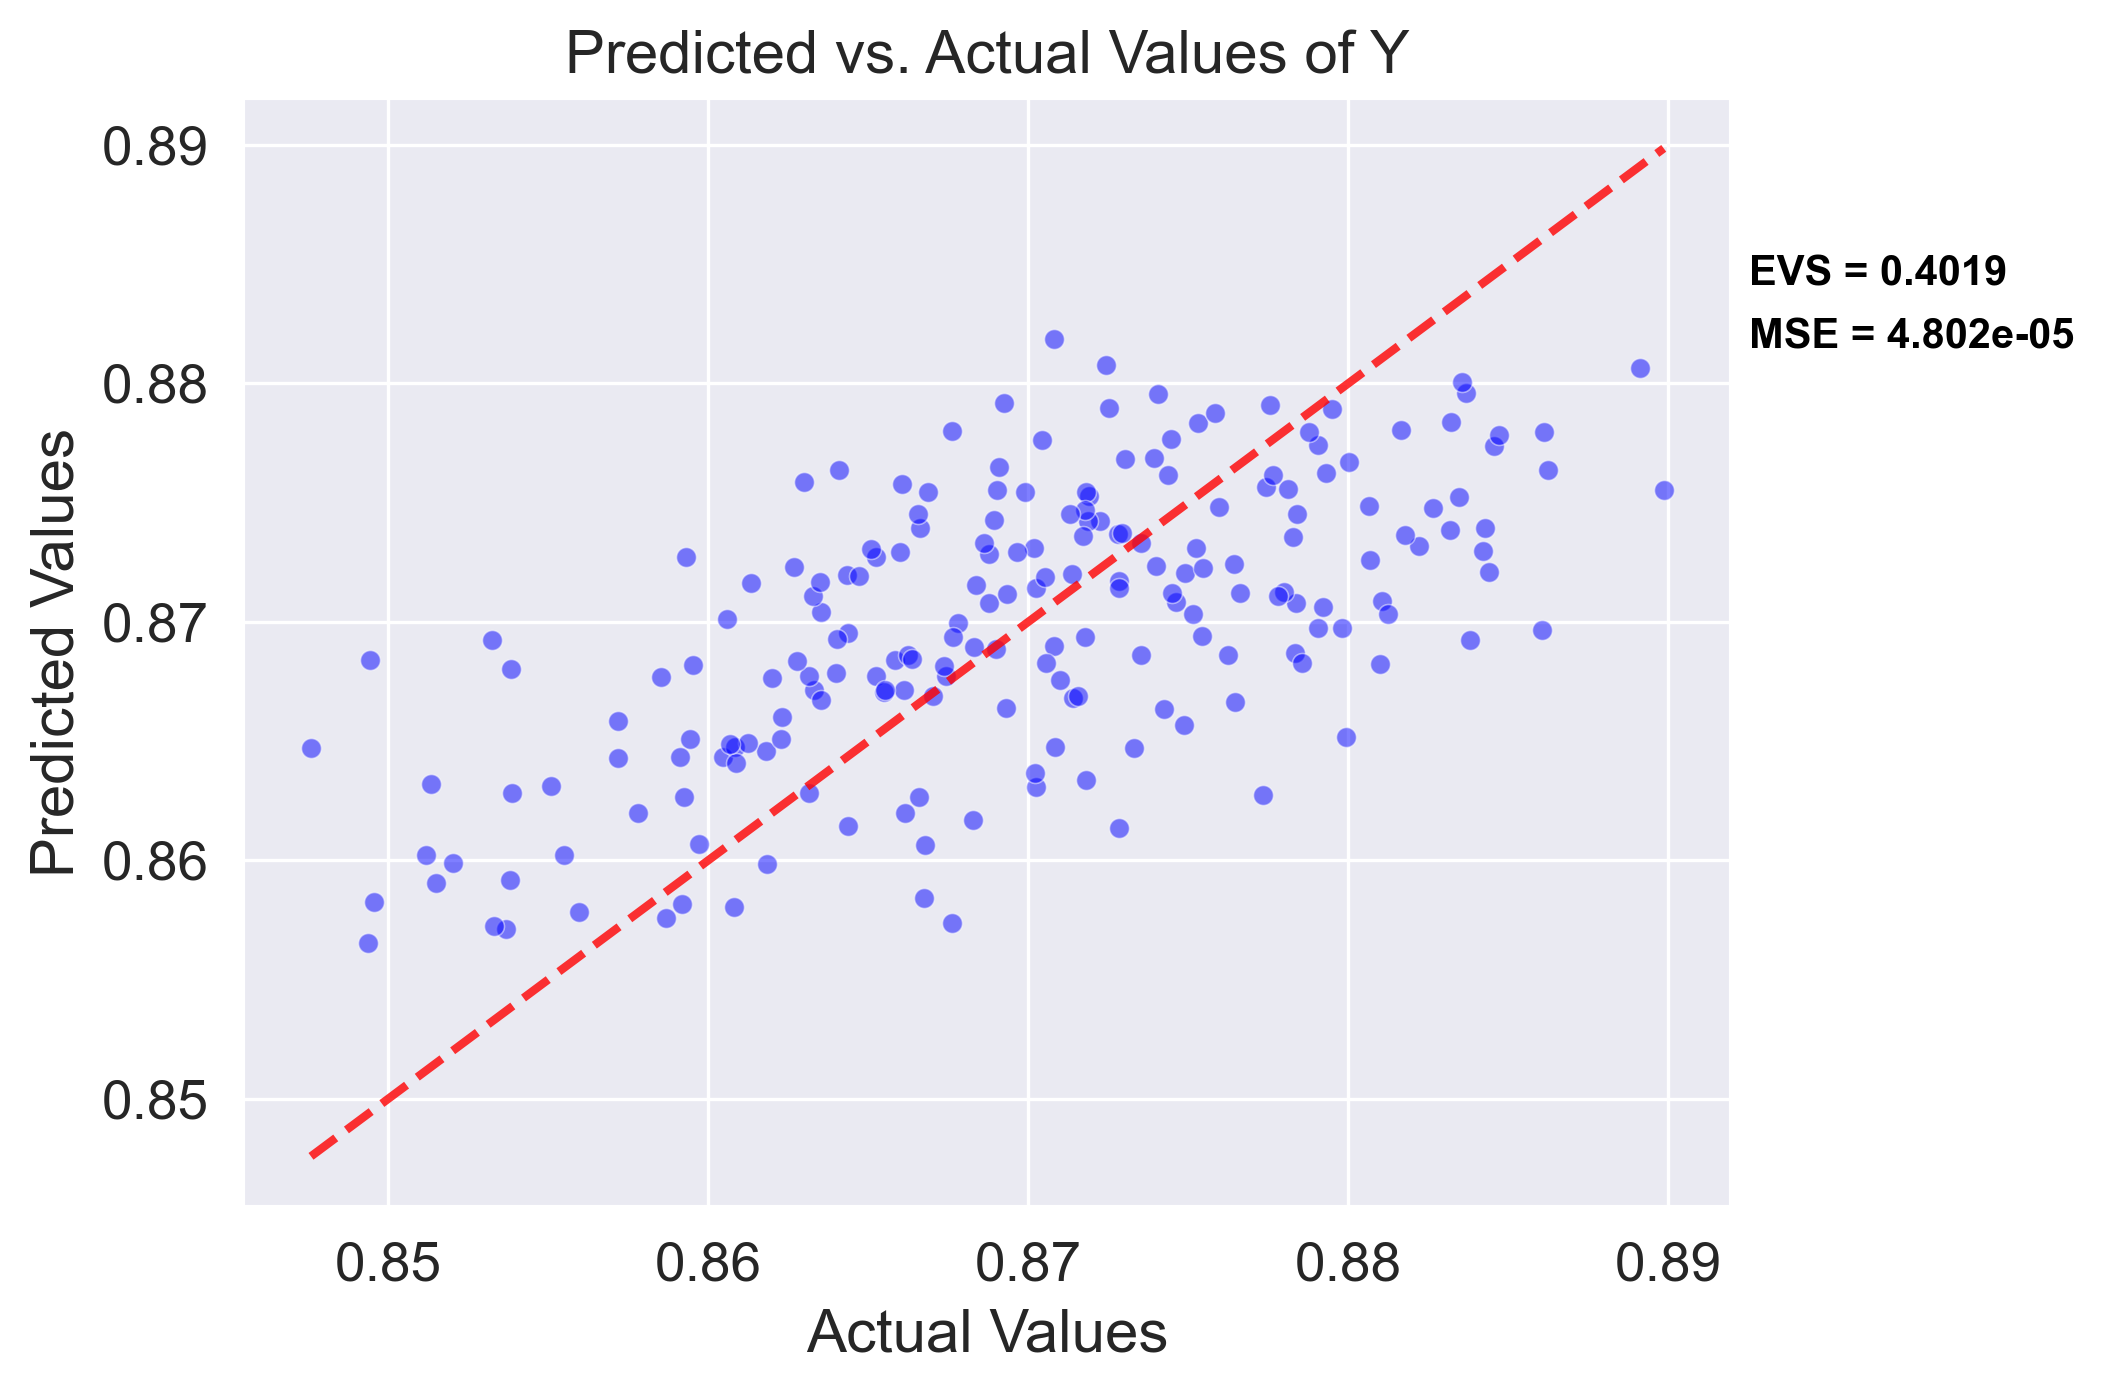 Predicted vs. Actual Values of Y
0.89
0.88
0.87
0.86
0.85
Predicted Values
0.85 0.86 0.87 0.88 0.89
Actual Values
EVS = 0.4019
MSE = 4.802e-05